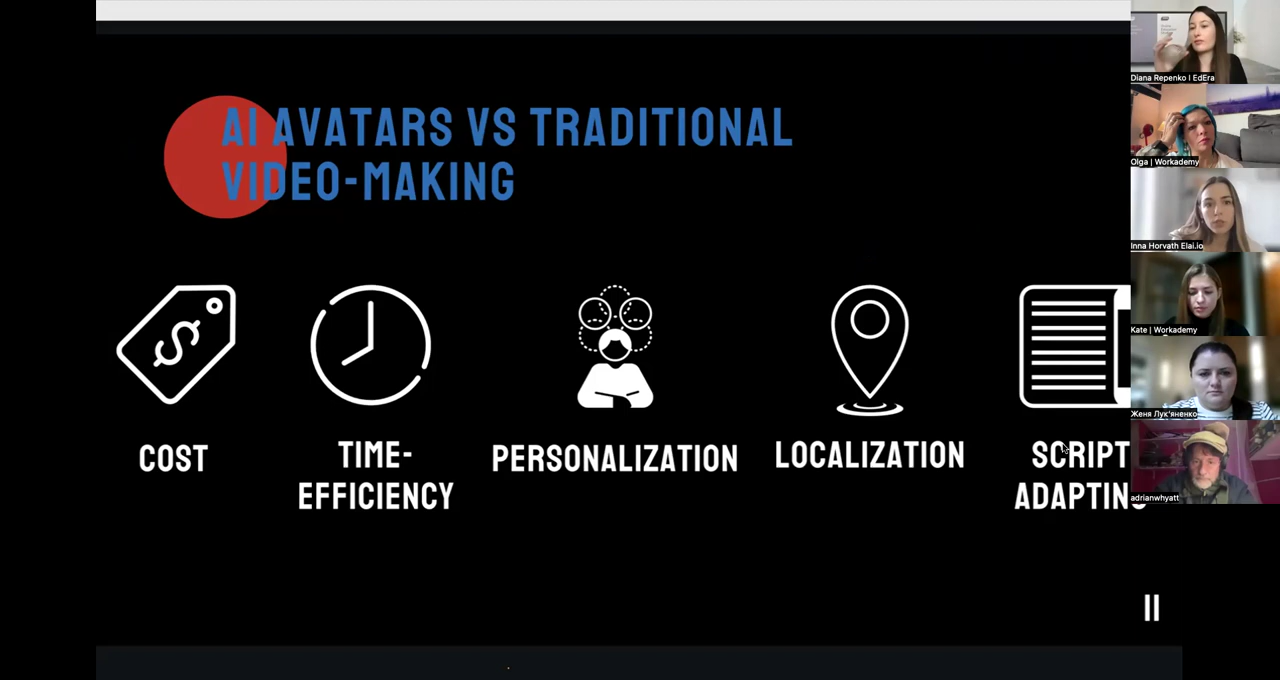 AI AVATARS VS TRADITIONAL
VIDEO-MAKING
COST
TIME-
EFFICIENCY
PERSONALIZATION
LOCALIZATION
SCRIPT
ADAPTING
Diana Repenko | EdEra
Olga | Workademy
Inna Horvath Elai.io
Kate | Workademy
Женя Лук'яненко
adrianwhyatt